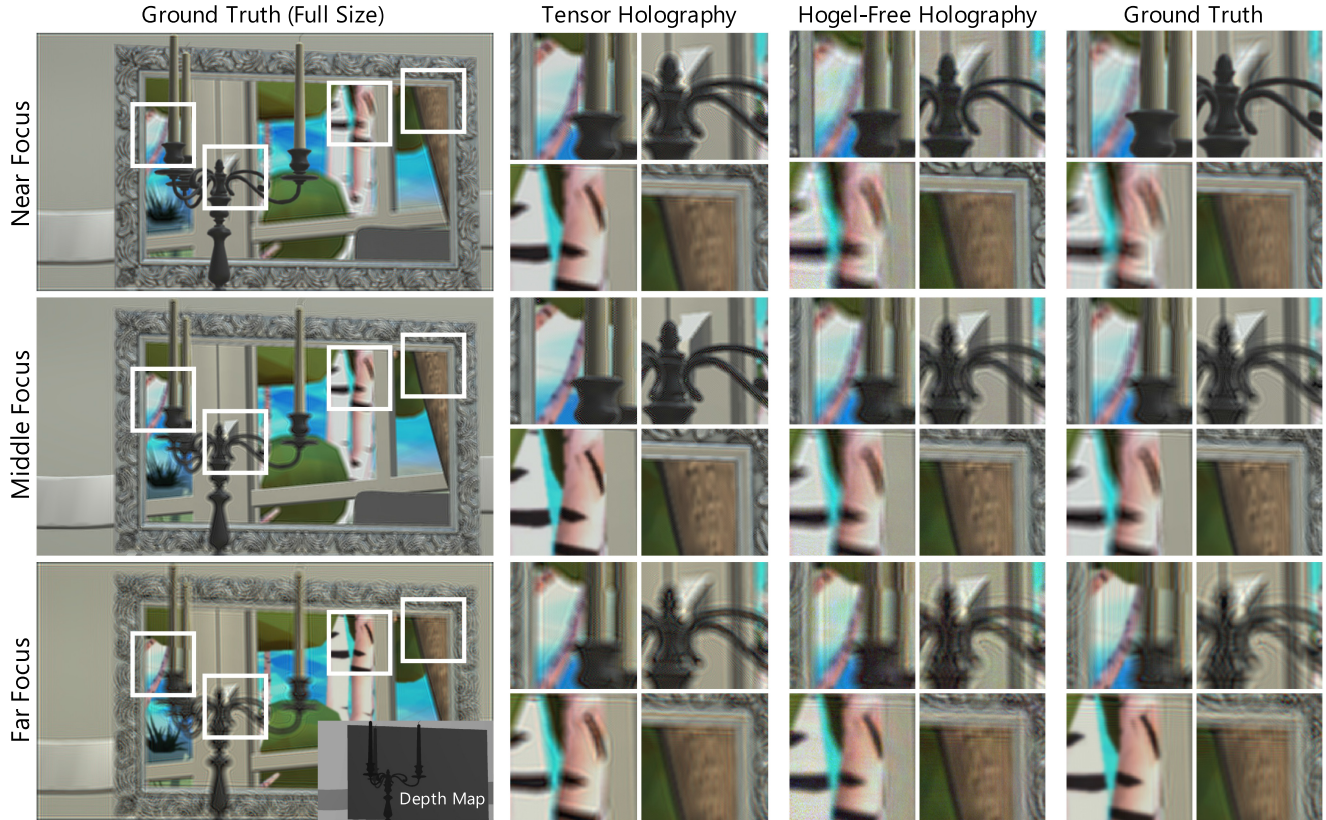 Ground Truth (Full Size)
Tensor Holography
Hogel-Free Holography
Ground Truth
Near Focus
Middle Focus
Far Focus
Depth Map